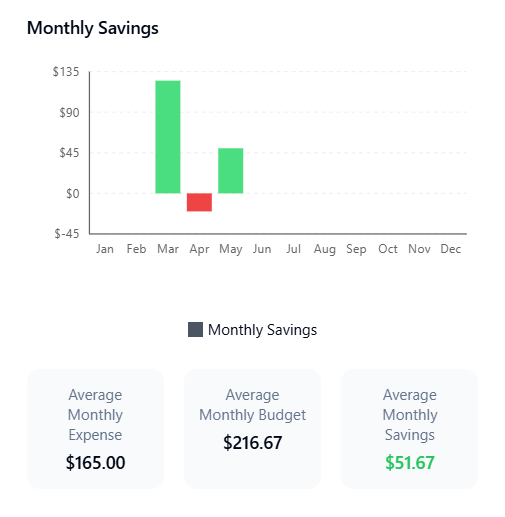 Monthly Savings
$135
$90
$45
$0
$-45
Jan Feb Mar Apr May Jun Jul Aug Sep Oct Nov Dec
Monthly Savings
Average
Monthly
Expense
$165.00
Average
Monthly Budget
$216.67
Average
Monthly
Savings
$51.67